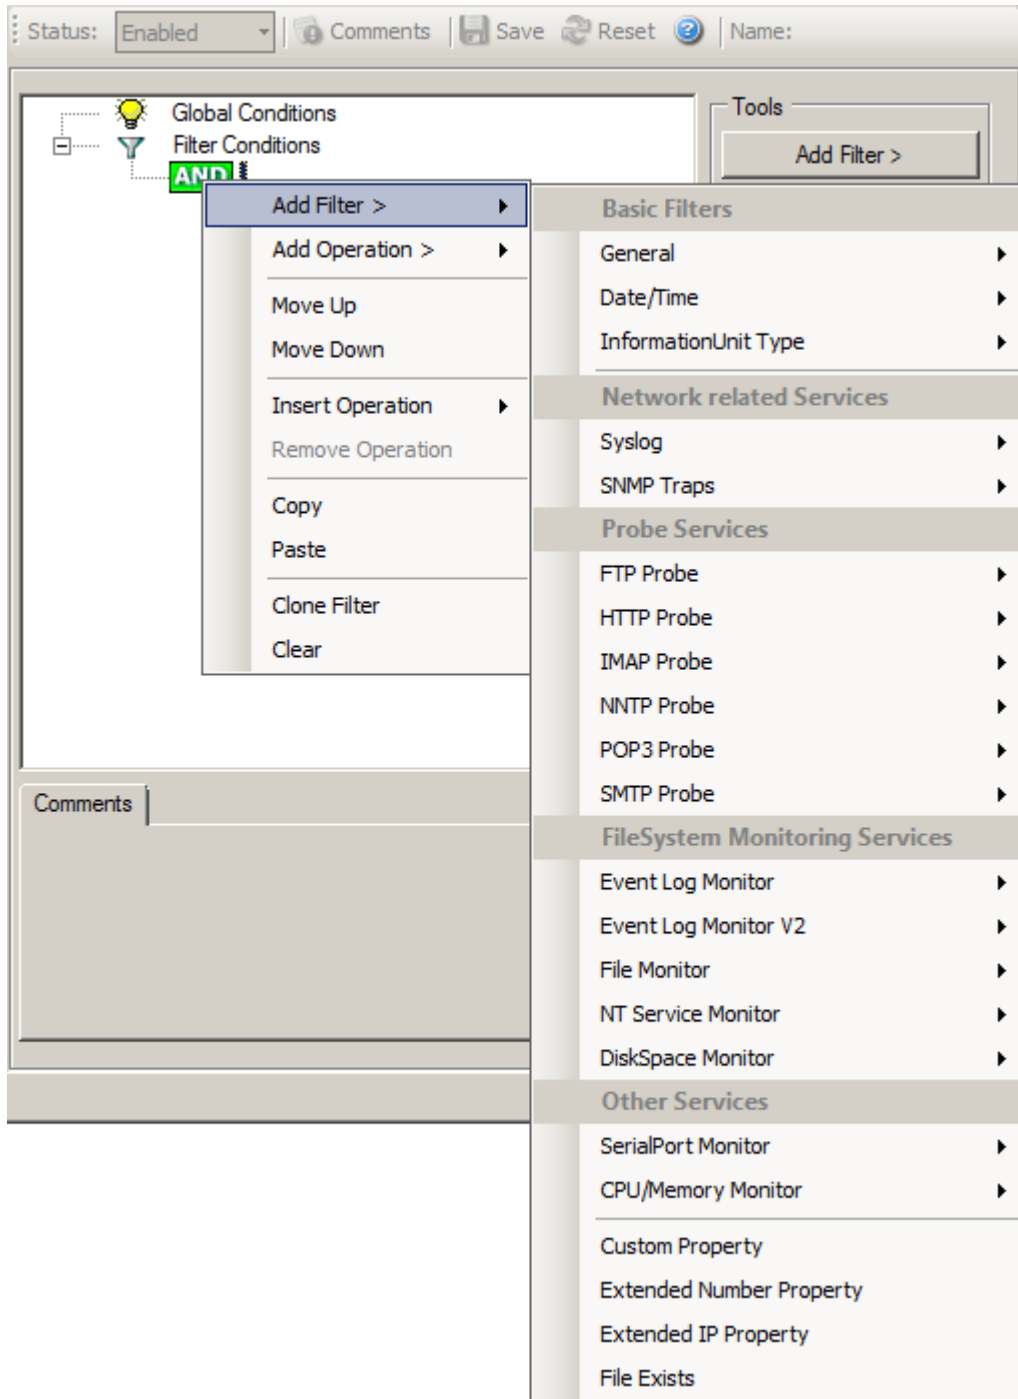 Status: Enabled Comments Save Reset Name:
Global Conditions
Filter Conditions
AND
Tools
Add Filter >
Add Filter >
Add Operation >
Move Up
Move Down
Insert Operation
Remove Operation
Copy
Paste
Clone Filter
Clear
Basic Filters
General
Date/Time
InformationUnit Type
Network related Services
Syslog
SNMP Traps
Probe Services
FTP Probe
HTTP Probe
IMAP Probe
NNTP Probe
POP3 Probe
SMTP Probe
FileSystem Monitoring Services
Event Log Monitor
Event Log Monitor V2
File Monitor
NT Service Monitor
DiskSpace Monitor
Other Services
SerialPort Monitor
CPU/Memory Monitor
Custom Property
Extended Number Property
Extended IP Property
File Exists
Comments